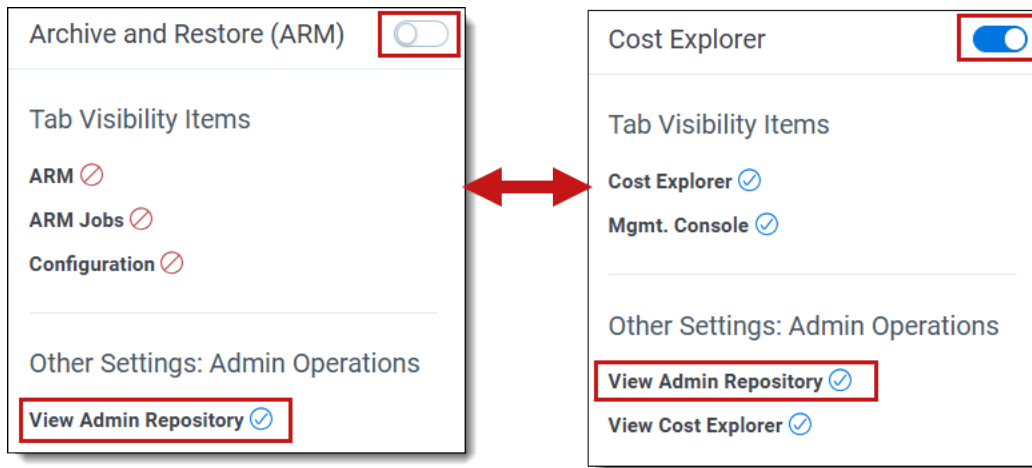 Archive and Restore (ARM)
Tab Visibility Items
ARM
ARM Jobs
Configuration
Other Settings: Admin Operations
View Admin Repository
Cost Explorer
Tab Visibility Items
Cost Explorer
Mgmt. Console
Other Settings: Admin Operations
View Admin Repository
View Cost Explorer